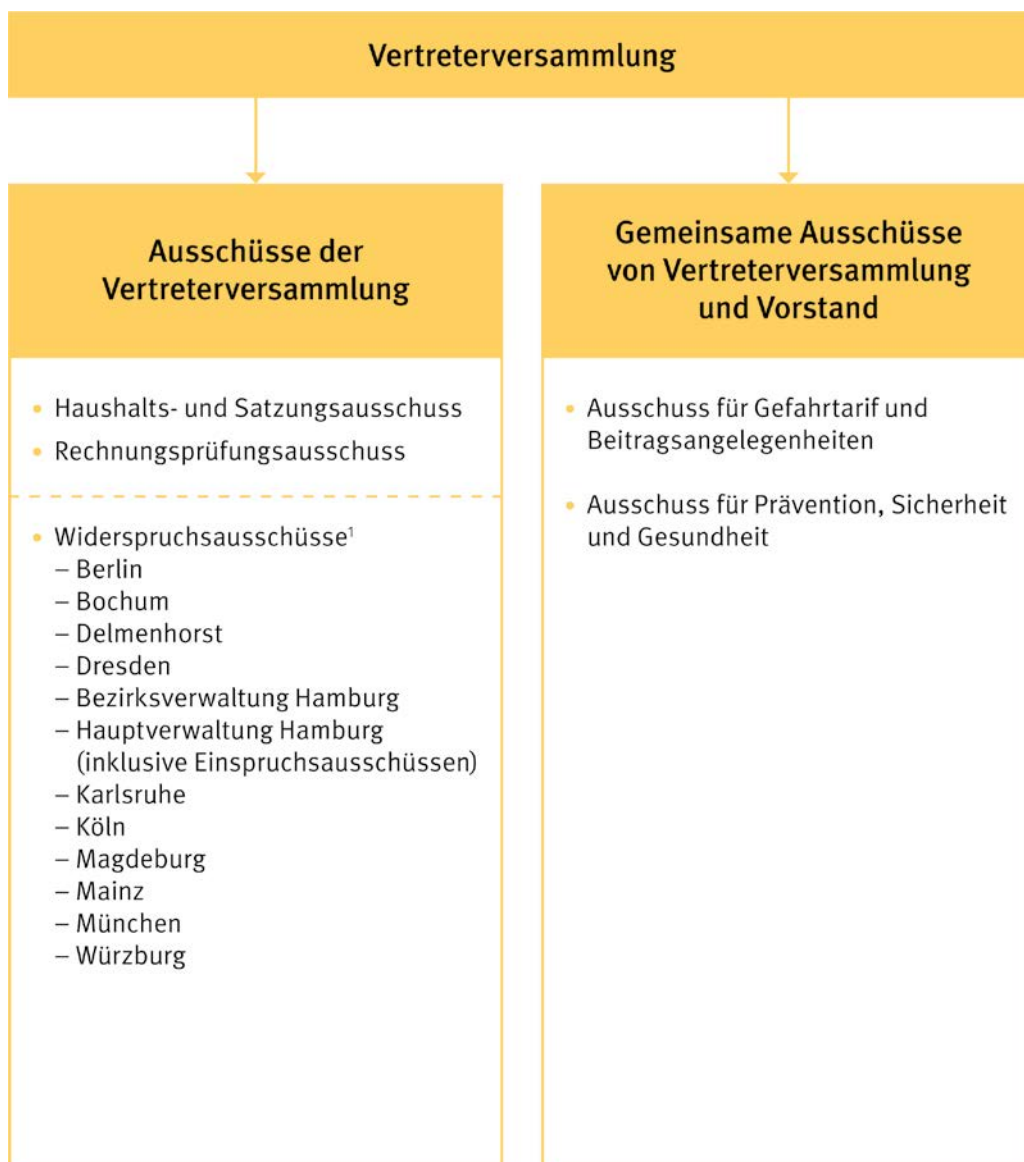 Vertreterversammlung
Ausschüsse der
Vertreterversammlung
• Haushalts- und Satzungsausschuss
• Rechnungsprüfungsausschuss
• Widerspruchsausschüsse¹
– Berlin
– Bochum
– Delmenhorst
– Dresden
– Bezirksverwaltung Hamburg
– Hauptverwaltung Hamburg
(inklusive Einspruchsausschüssen)
– Karlsruhe
– Köln
– Magdeburg
– Mainz
– München
– Würzburg
Gemeinsame Ausschüsse
von Vertreterversammlung
und Vorstand
• Ausschuss für Gefahrtarif und
Beitragsangelegenheiten
• Ausschuss für Prävention, Sicherheit
und Gesundheit